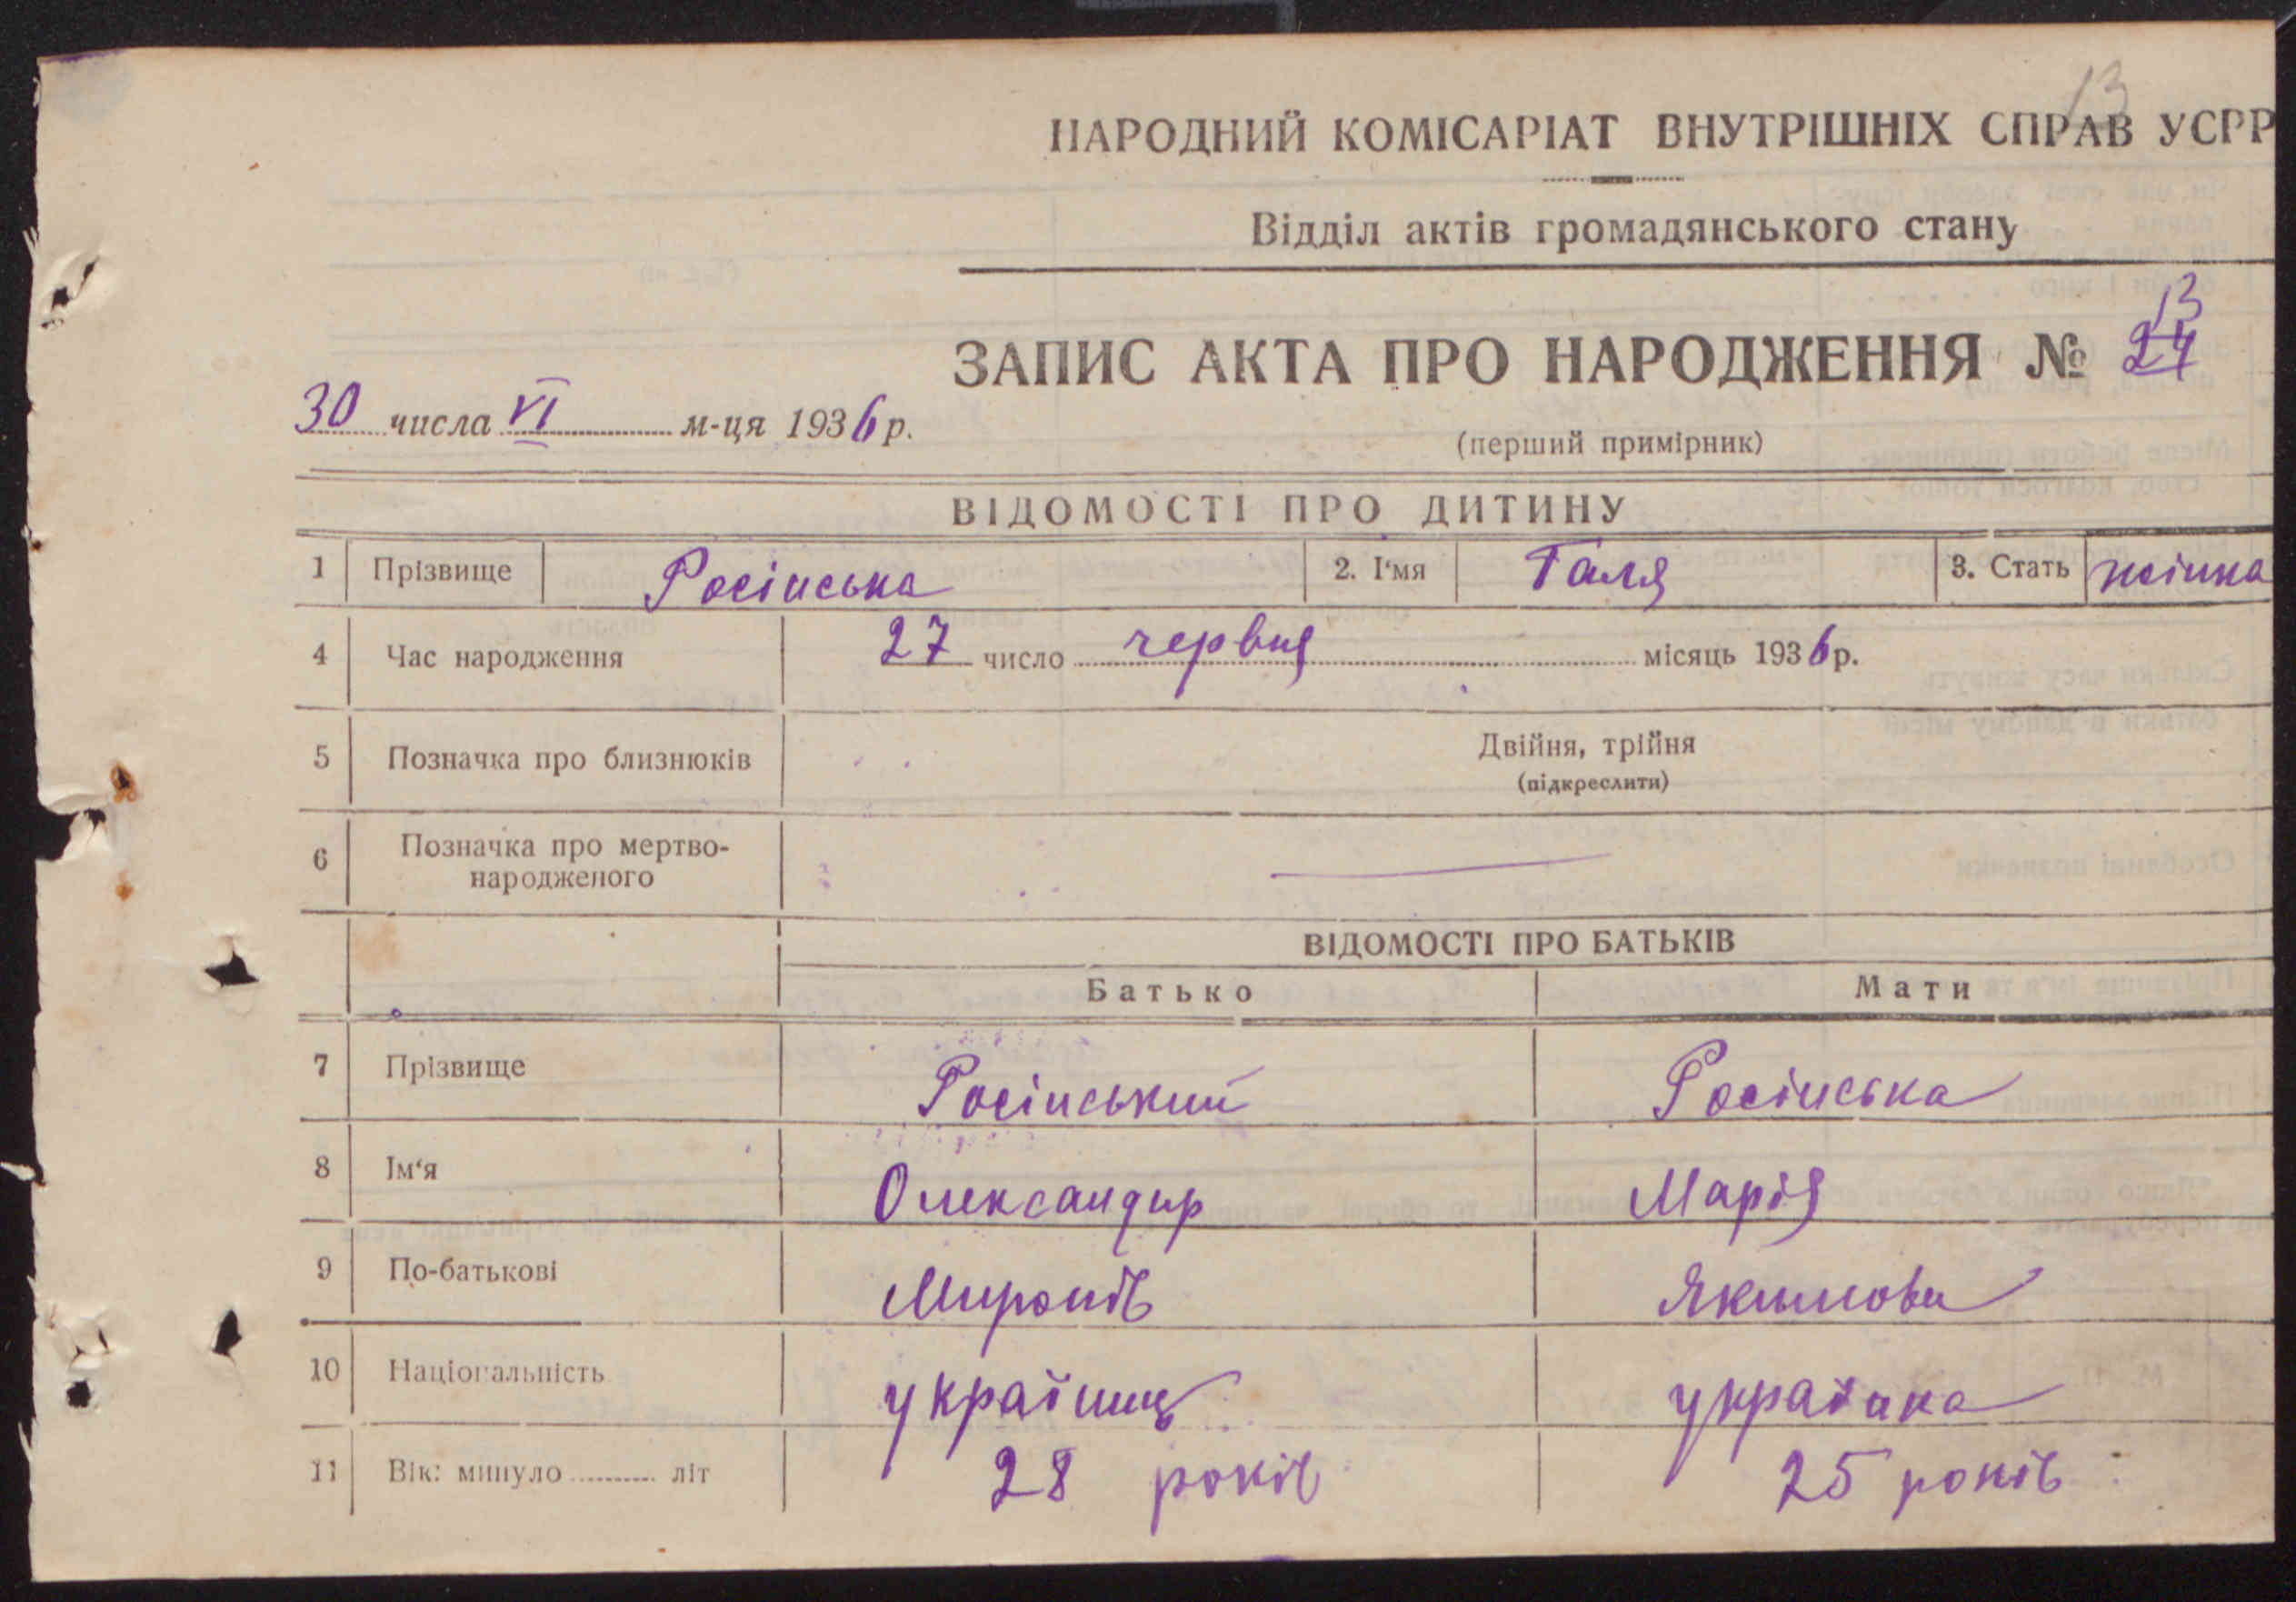 13
НАРОДНИЙ КОМІСАРІАТ ВНУТРІШНІХ СПРАВ УСРР
Відділ актів громадянського стану
13
ЗАПИС АКТА ПРО НАРОДЖЕННЯ № 24
30 числа VI м-ця 1936 р.
(перший примірник)
ВІДОМОСТІ ПРО ДИТИНУ
1 Прізвище Росінська 2. І'мя Галя 3. Стать жінка
4 Час народження 27 число червня місяць 1936 р.
5 Позначка про близнюків Двійня, трійня
(підкреслити)
6 Позначка про мертво-
народженого
ВІДОМОСТІ ПРО БАТЬКІВ
Батько Мати
7 Прізвище Росінський Росінська
8 Ім'я Олександир Марія
9 По-батькові Миронів Якимова
10 Національність українець українка
11 Вік: минуло літ 28 років 25 років